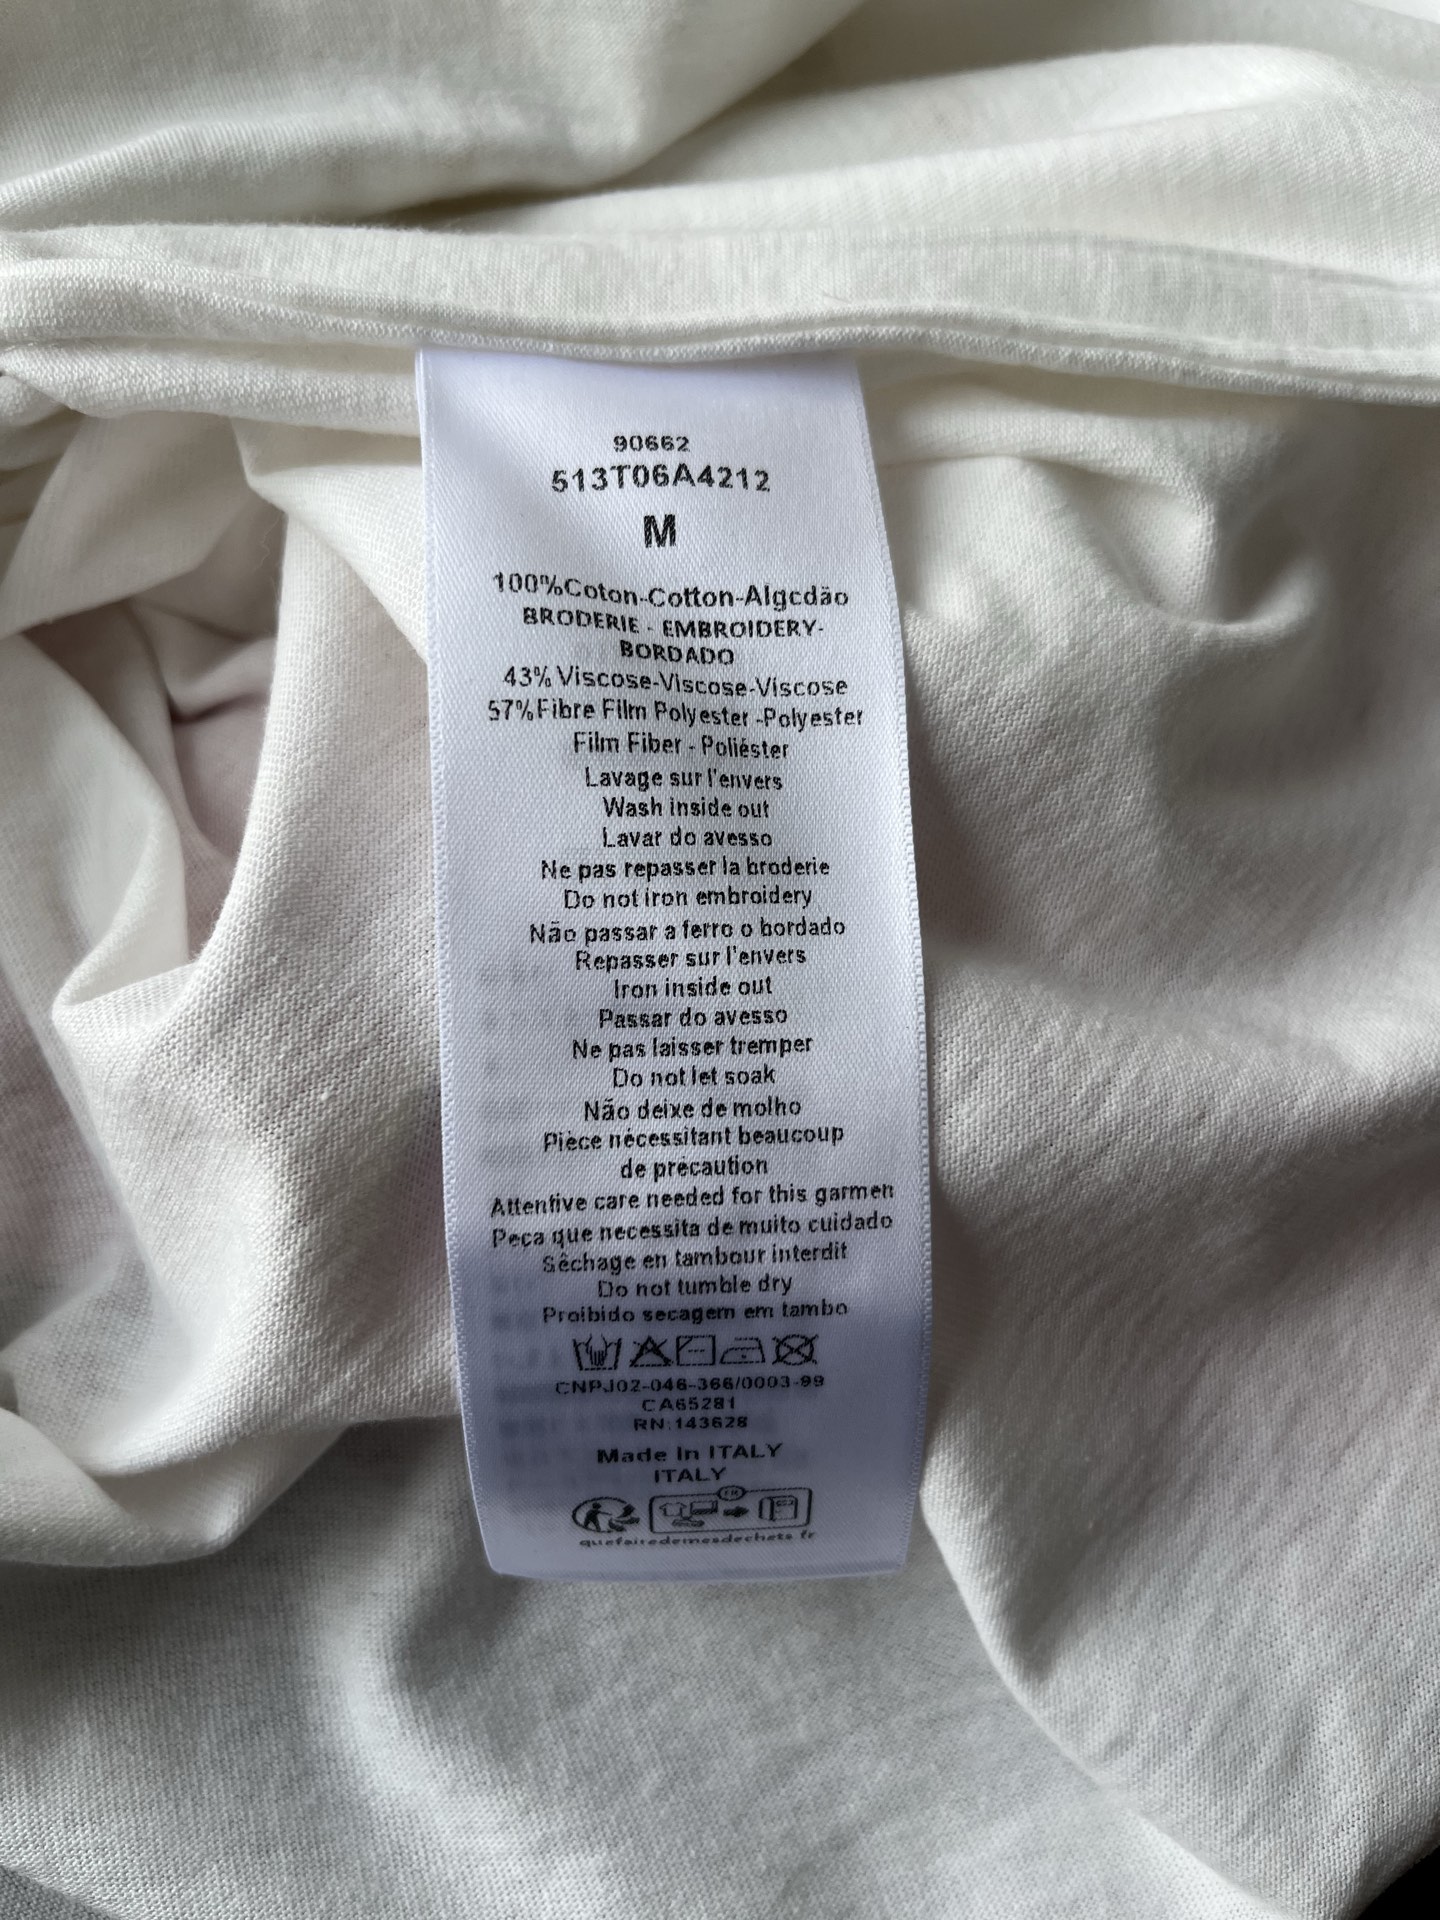 90662
513T06A4212
M
100%Coton-Cotton-Algodão
BRODERIE - EMBROIDERY-
BORDADO
43% Viscose-Viscose-Viscose
57%Fibre Film Polyester -Polyester
Film Fiber - Poliéster
Lavage sur l'envers
Wash inside out
Lavar do avesso
Ne pas repasser la broderie
Do not iron embroidery
Não passar a ferro o bordado
Repasser sur l'envers
Iron inside out
Passar do avesso
Ne pas laisser tremper
Do not let soak
Não deixe de molho
Pièce nécessitant beaucoup
de précaution
Attentive care needed for this garmen
Peca que necessita de muito cuidado
Sêchage en tambour interdit
Do not tumble dry
Proibido secagem em tambo
CNPJ02-046-366/0003-99
CA65281
RN:143628
Made In ITALY
ITALY
FR
quefairedemesdechets.fr